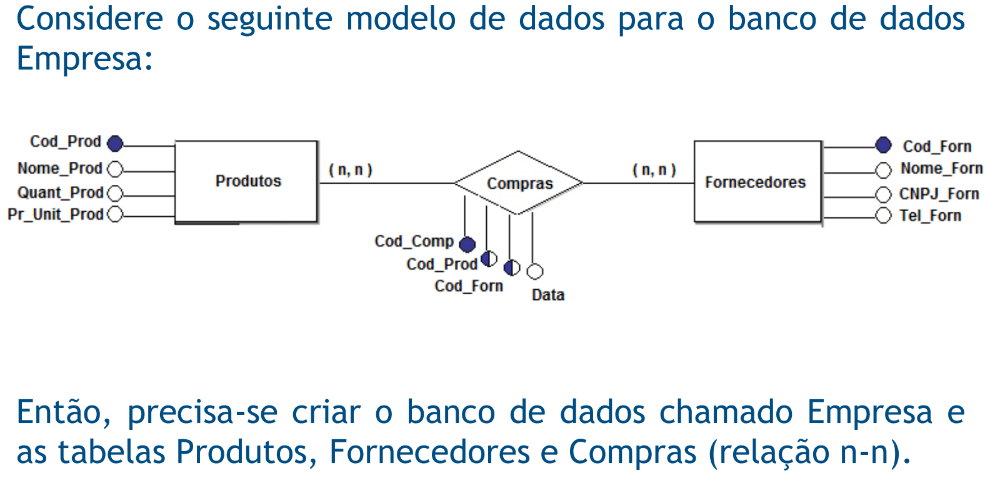 Considere o seguinte modelo de dados para o banco de dados
Empresa:
Cod_Prod
Nome_Prod
Quant_Prod
Pr_Unit_Prod
Produtos
( n, n )
Compras
( n, n )
Fornecedores
Cod_Forn
Nome_Forn
CNPJ_Forn
Tel_Forn
Cod_Comp
Cod_Prod
Cod_Forn
Data
Então, precisa-se criar o banco de dados chamado Empresa e
as tabelas Produtos, Fornecedores e Compras (relação n-n).